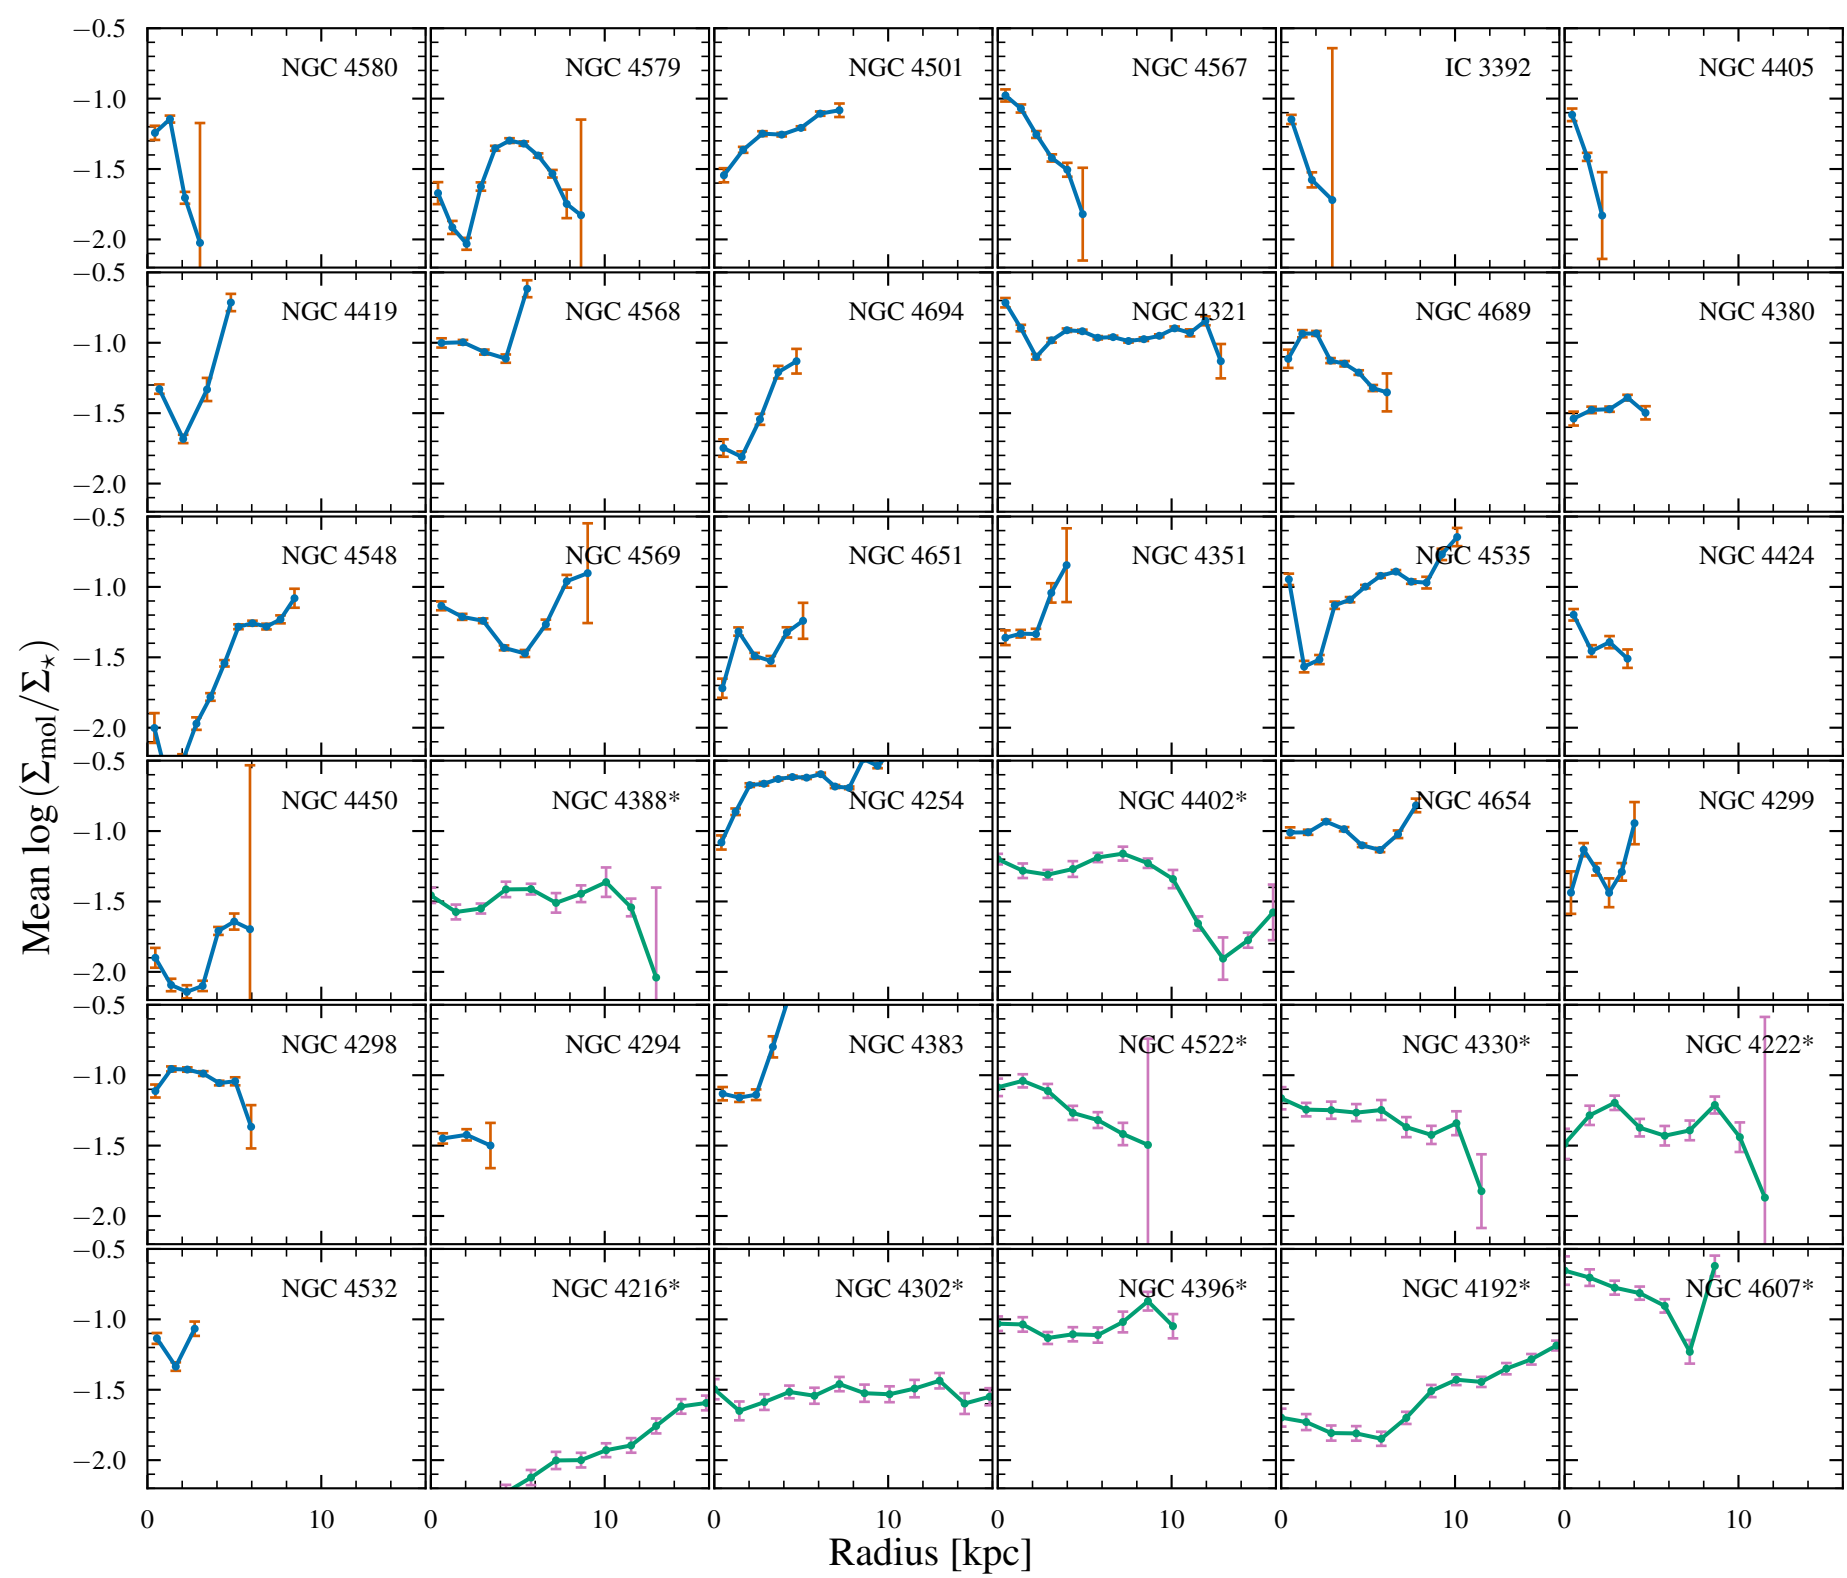 −0.5 NGC 4580 NGC 4579 NGC 4501 NGC 4567 IC 3392 NGC 4405
−1.0
−1.5
−2.0
−0.5 NGC 4419 NGC 4568 NGC 4694 NGC 4321 NGC 4689 NGC 4380
−1.0
−1.5
−2.0
−0.5 NGC 4548 NGC 4569 NGC 4651 NGC 4351 NGC 4535 NGC 4424
−1.0
−1.5
−2.0
−0.5 NGC 4450 NGC 4388* NGC 4254 NGC 4402* NGC 4654 NGC 4299
−1.0
−1.5
−2.0
−0.5 NGC 4298 NGC 4294 NGC 4383 NGC 4522* NGC 4330* NGC 4222*
−1.0
−1.5
−2.0
−0.5 NGC 4532 NGC 4216* NGC 4302* NGC 4396* NGC 4192* NGC 4607*
−1.0
−1.5
−2.0
0 10 0 10 0 10 0 10 0 10 0 10
Radius [kpc]
Mean log (Σmol/Σ⋆)